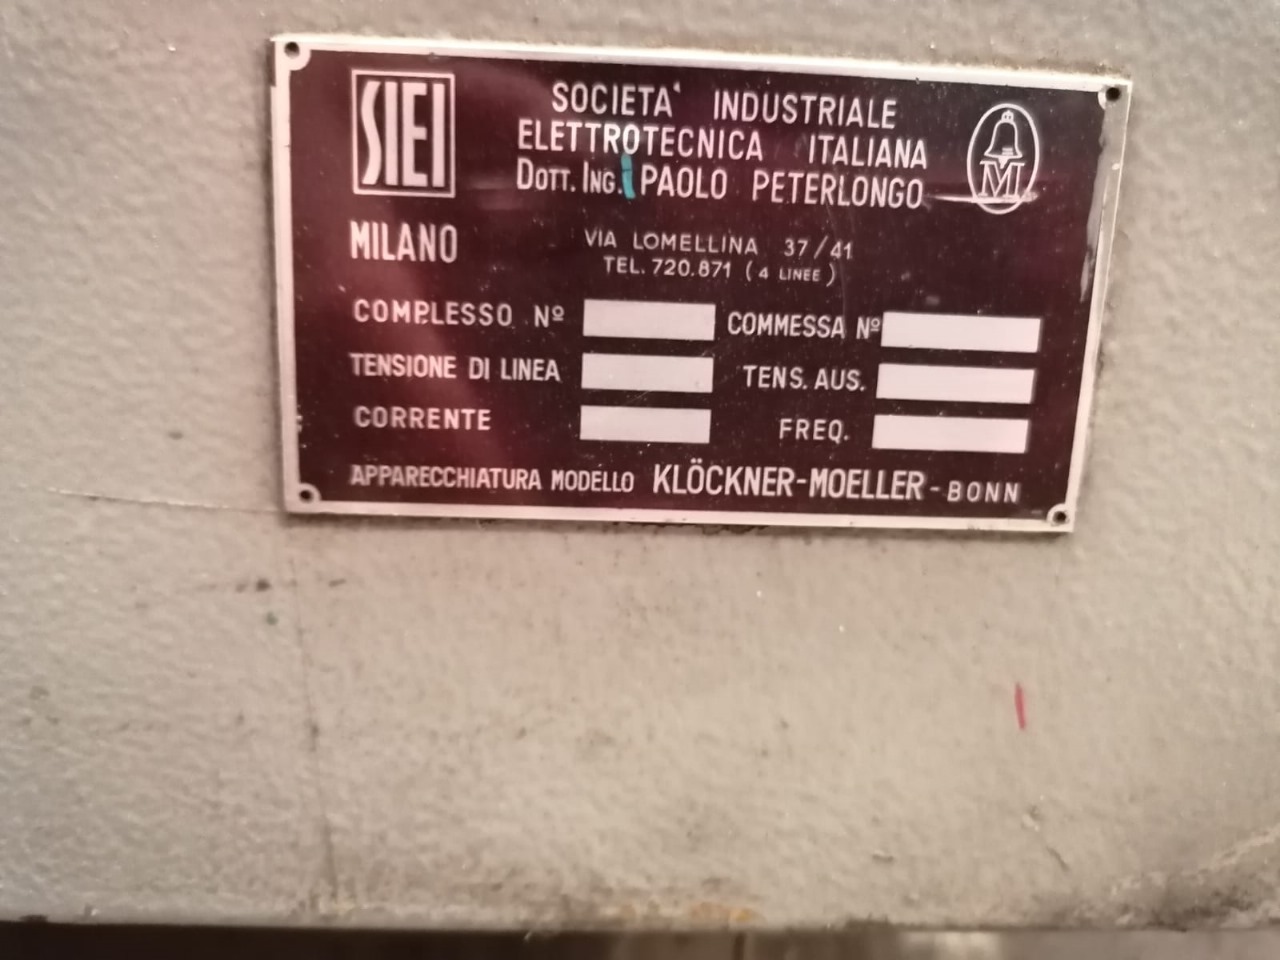 SIEI
SOCIETA' INDUSTRIALE
ELETTROTECNICA ITALIANA
DOTT. ING. PAOLO PETERLONGO
M
MILANO
VIA LOMELLINA 37/41
TEL. 720.871 (4 LINEE)
COMPLESSO Nº COMMESSA Nº
TENSIONE DI LINEA TENS. AUS.
CORRENTE FREQ.
APPARECCHIATURA MODELLO KLÖCKNER-MOELLER-BONN